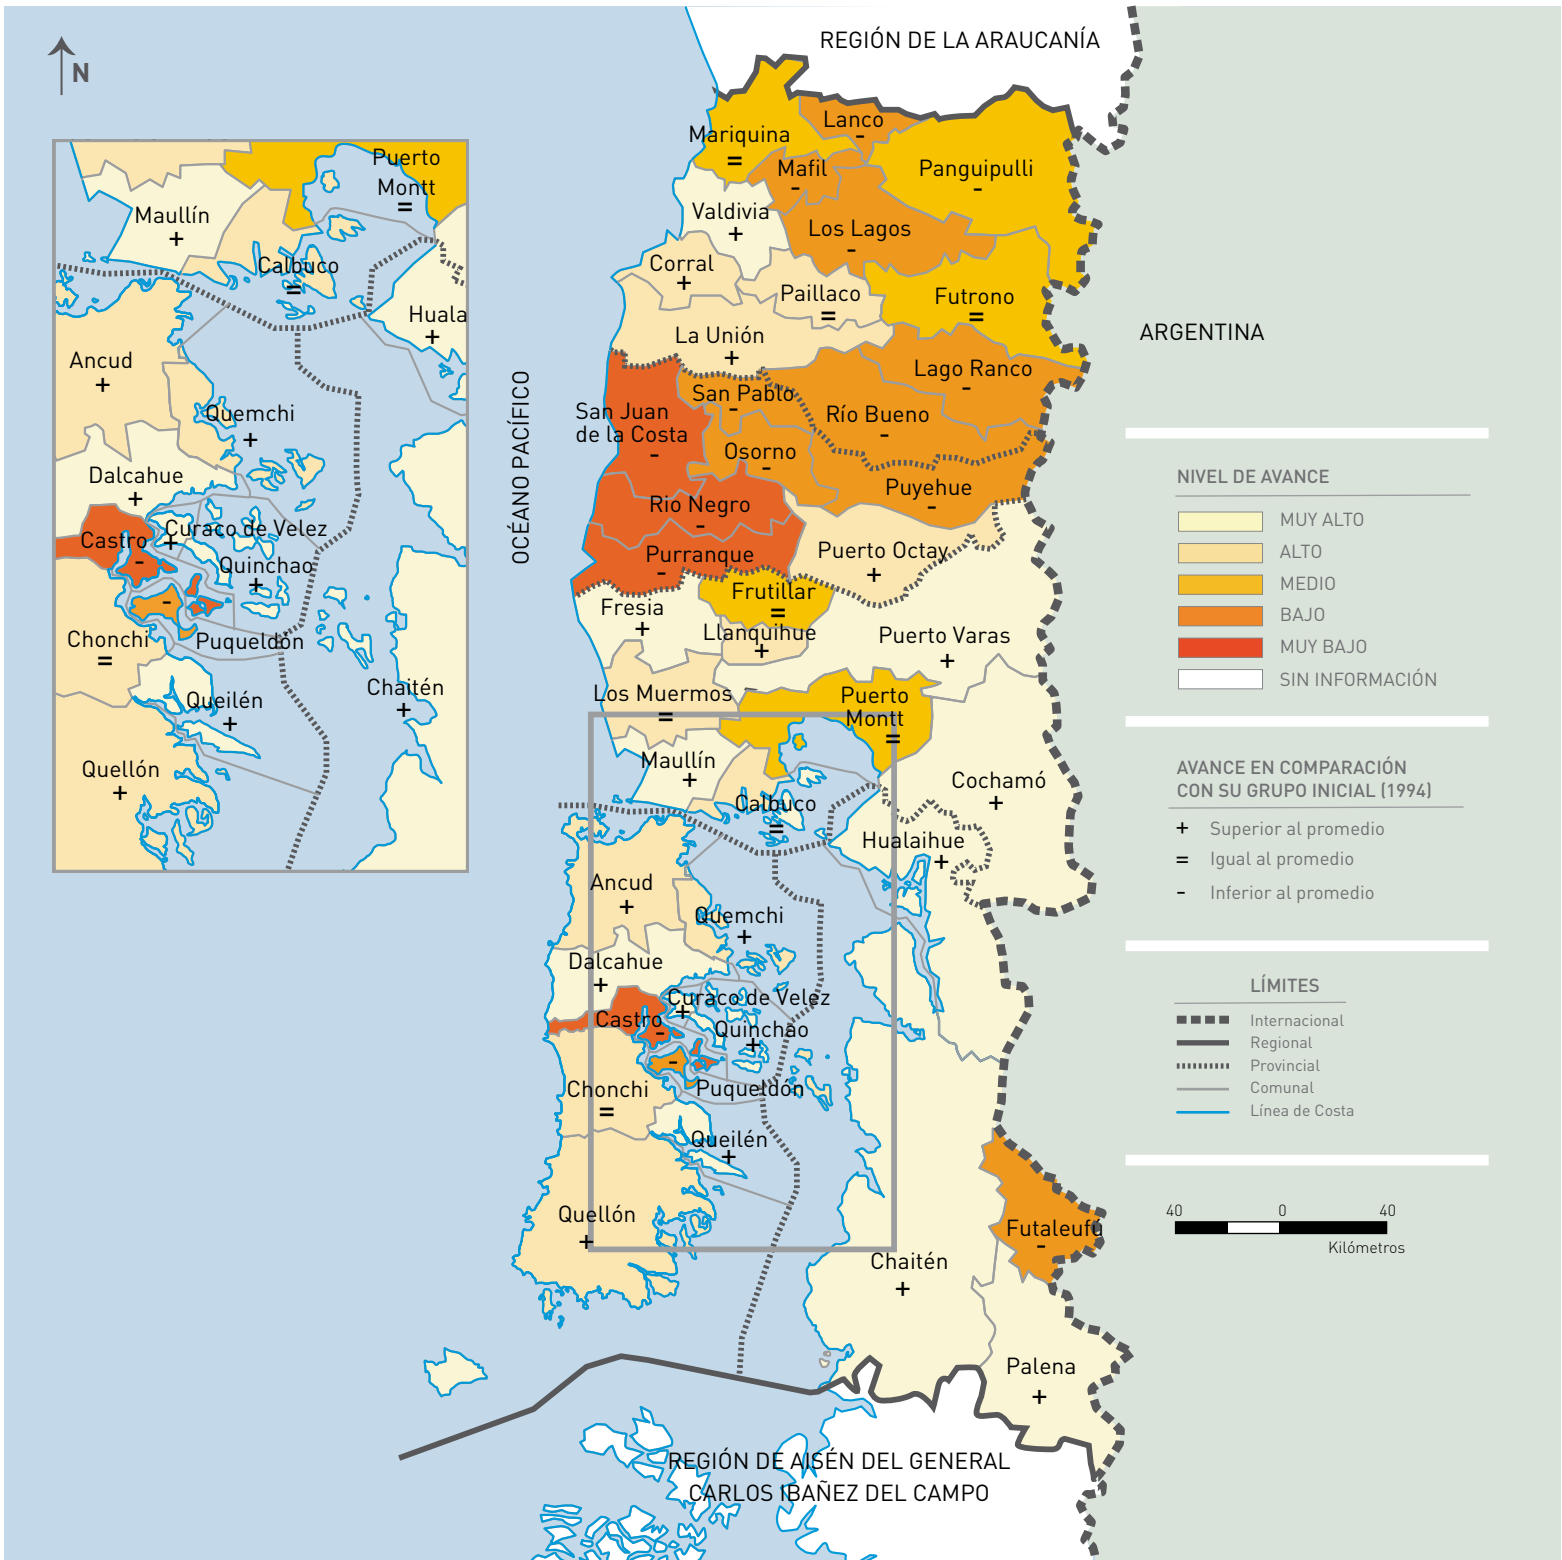 REGIÓN DE LA ARAUCANÍA
N
Puerto
Montt
=
Maullín
+
Calbuco
=
Huala
+
Ancud
+
Quemchi
+
Dalcahue
+
Curaco de Velez
+
Castro
-
Quinchao
+
-
Chonchi
=
Puqueldón
Queilén
+
Chaitén
+
Quellón
+
OCÉANO PACÍFICO
Lanco
-
Mariquina
=
Mafil
-
Panguipulli
-
Valdivia
+
Los Lagos
-
Corral
+
Paillaco
=
Futrono
=
La Unión
+
Lago Ranco
-
San Pablo
-
San Juan
de la Costa
-
Río Bueno
-
Osorno
-
Puyehue
-
Rio Negro
-
Purranque
-
Puerto Octay
+
Frutillar
=
Fresia
+
Llanquihue
+
Puerto Varas
+
Los Muermos
=
Puerto
Montt
=
Maullín
+
Calbuco
=
Cochamó
+
Hualaihue
+
Ancud
+
Quemchi
+
Dalcahue
+
Curaco de Velez
+
Castro
-
Quinchao
+
-
Chonchi
=
Puqueldón
Queilén
+
Quellón
+
Futaleufú
-
Chaitén
+
Palena
+
REGIÓN DE AISÉN DEL GENERAL
CARLOS IBAÑEZ DEL CAMPO
ARGENTINA
NIVEL DE AVANCE
MUY ALTO
ALTO
MEDIO
BAJO
MUY BAJO
SIN INFORMACIÓN
AVANCE EN COMPARACIÓN
CON SU GRUPO INICIAL (1994)
+ Superior al promedio
= Igual al promedio
- Inferior al promedio
LÍMITES
Internacional
Regional
Provincial
Comunal
Línea de Costa
40 0 40
Kilómetros